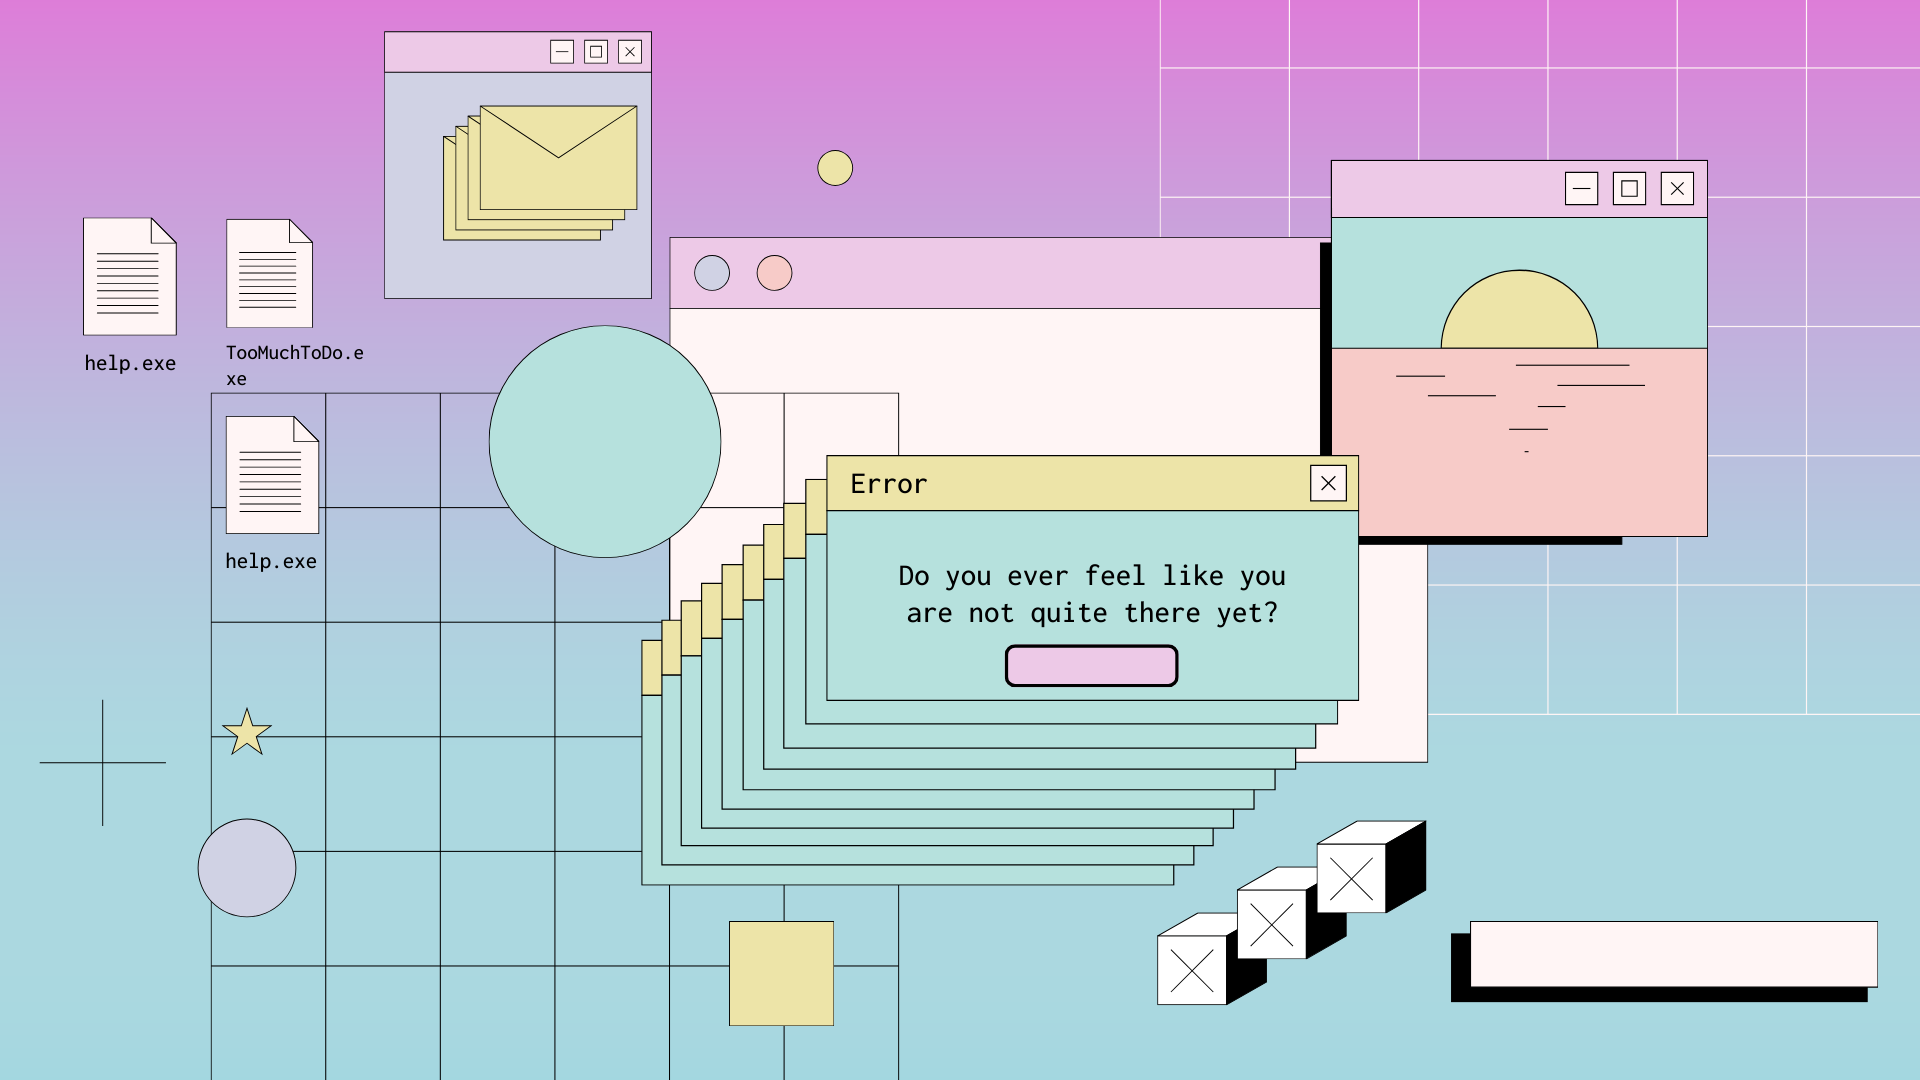 help.exe
TooMuchToDo.e
xe
help.exe
Error
Do you ever feel like you
are not quite there yet?